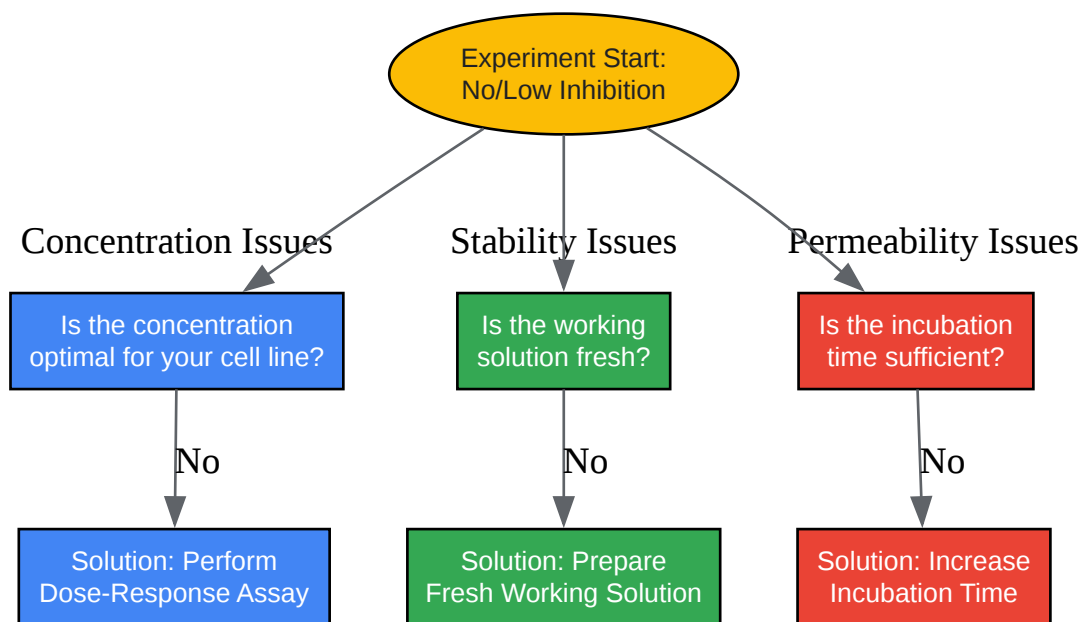 Experiment Start:
No/Low Inhibition
Concentration Issues
Stability Issues
Permeability Issues
Is the concentration
optimal for your cell line?
Is the working
solution fresh?
Is the incubation
time sufficient?
No
No
No
Solution: Perform
Dose-Response Assay
Solution: Prepare
Fresh Working Solution
Solution: Increase
Incubation Time